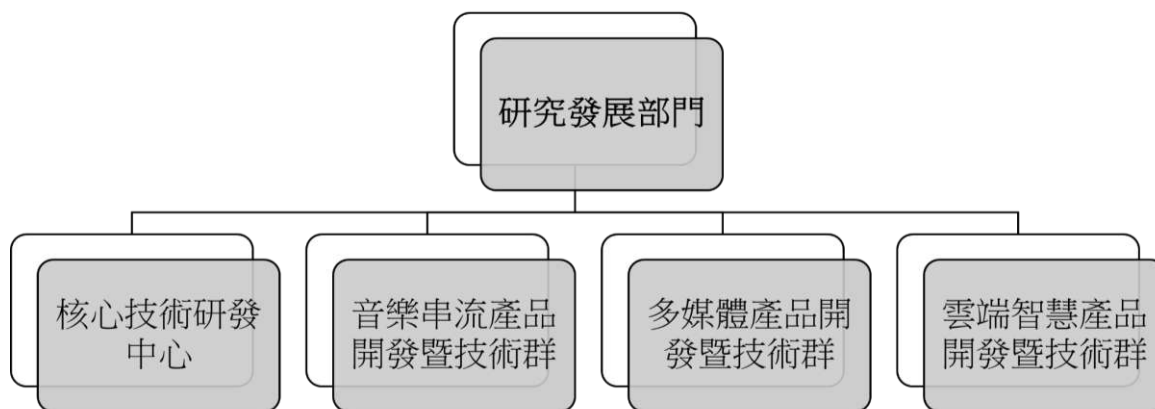 研究發展部門
核心技術研發
中心
音樂串流產品
開發暨技術群
多媒體產品開
發暨技術群
雲端智慧產品
開發暨技術群